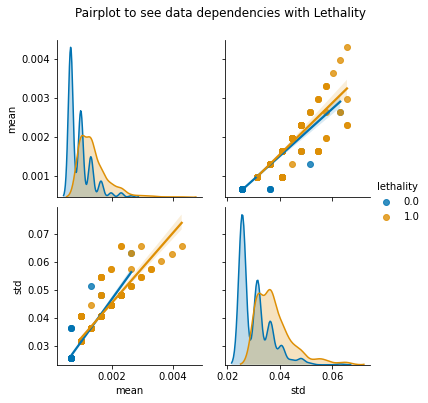 Pairplot to see data dependencies with Lethality
0.004
0.003
0.002
0.001
mean
lethality
0.0
1.0
0.07
0.06
0.05
0.04
0.03
std
0.002
0.004
mean
0.02
0.04
0.06
std